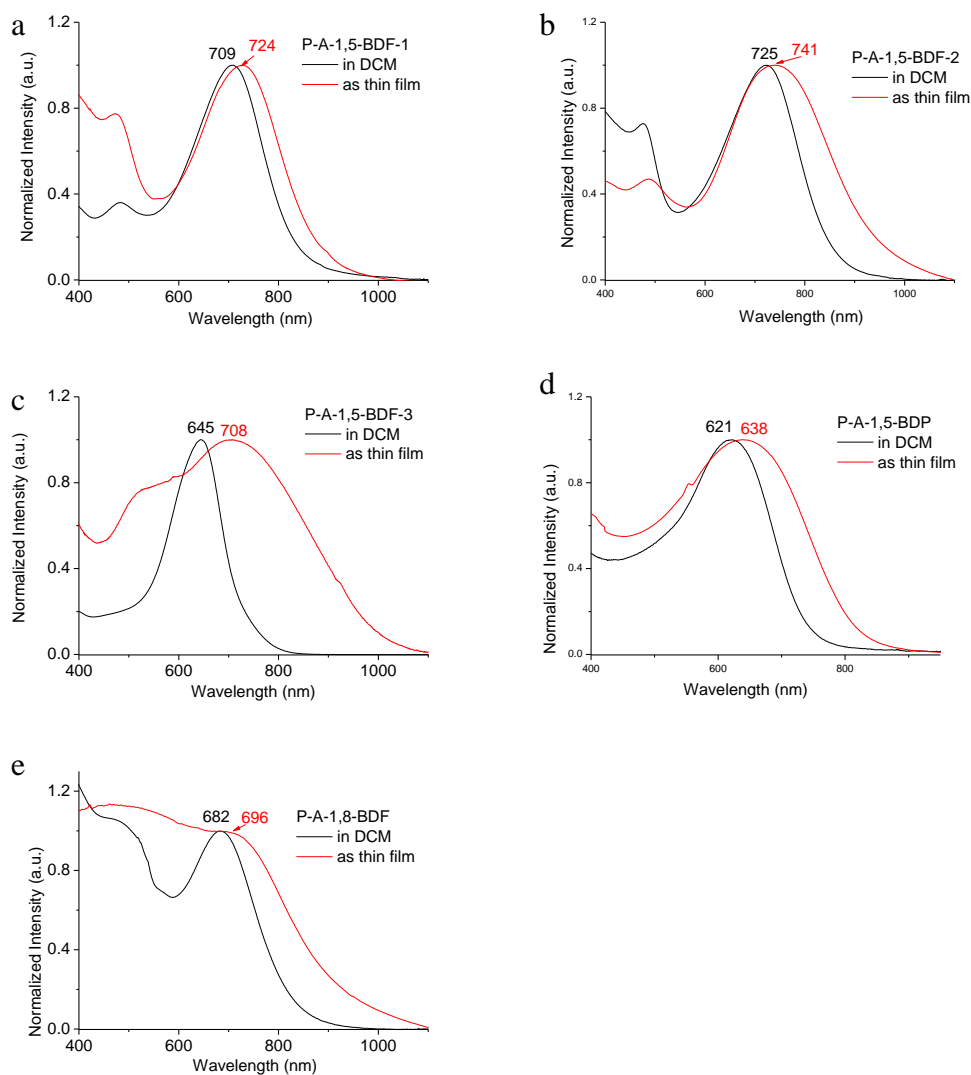 a
1.2
0.8
0.4
0.0
400
600
800
1000
Normalized Intensity (a.u.)
Wavelength (nm)
709
724
P-A-1,5-BDF-1
in DCM
as thin film
b
1.2
0.8
0.4
0.0
400
600
800
1000
Normalized Intensity (a.u.)
Wavelength (nm)
725
741
P-A-1,5-BDF-2
in DCM
as thin film
c
1.2
0.8
0.4
0.0
400
600
800
1000
Normalized Intensity (a.u.)
Wavelength (nm)
645
708
P-A-1,5-BDF-3
in DCM
as thin film
d
1.2
0.8
0.4
0.0
400
600
800
Normalized Intensity (a.u.)
Wavelength (nm)
621
638
P-A-1,5-BDP
in DCM
as thin film
e
1.2
0.8
0.4
0.0
400
600
800
1000
Normalized Intensity (a.u.)
Wavelength (nm)
682
696
P-A-1,8-BDF
in DCM
as thin film